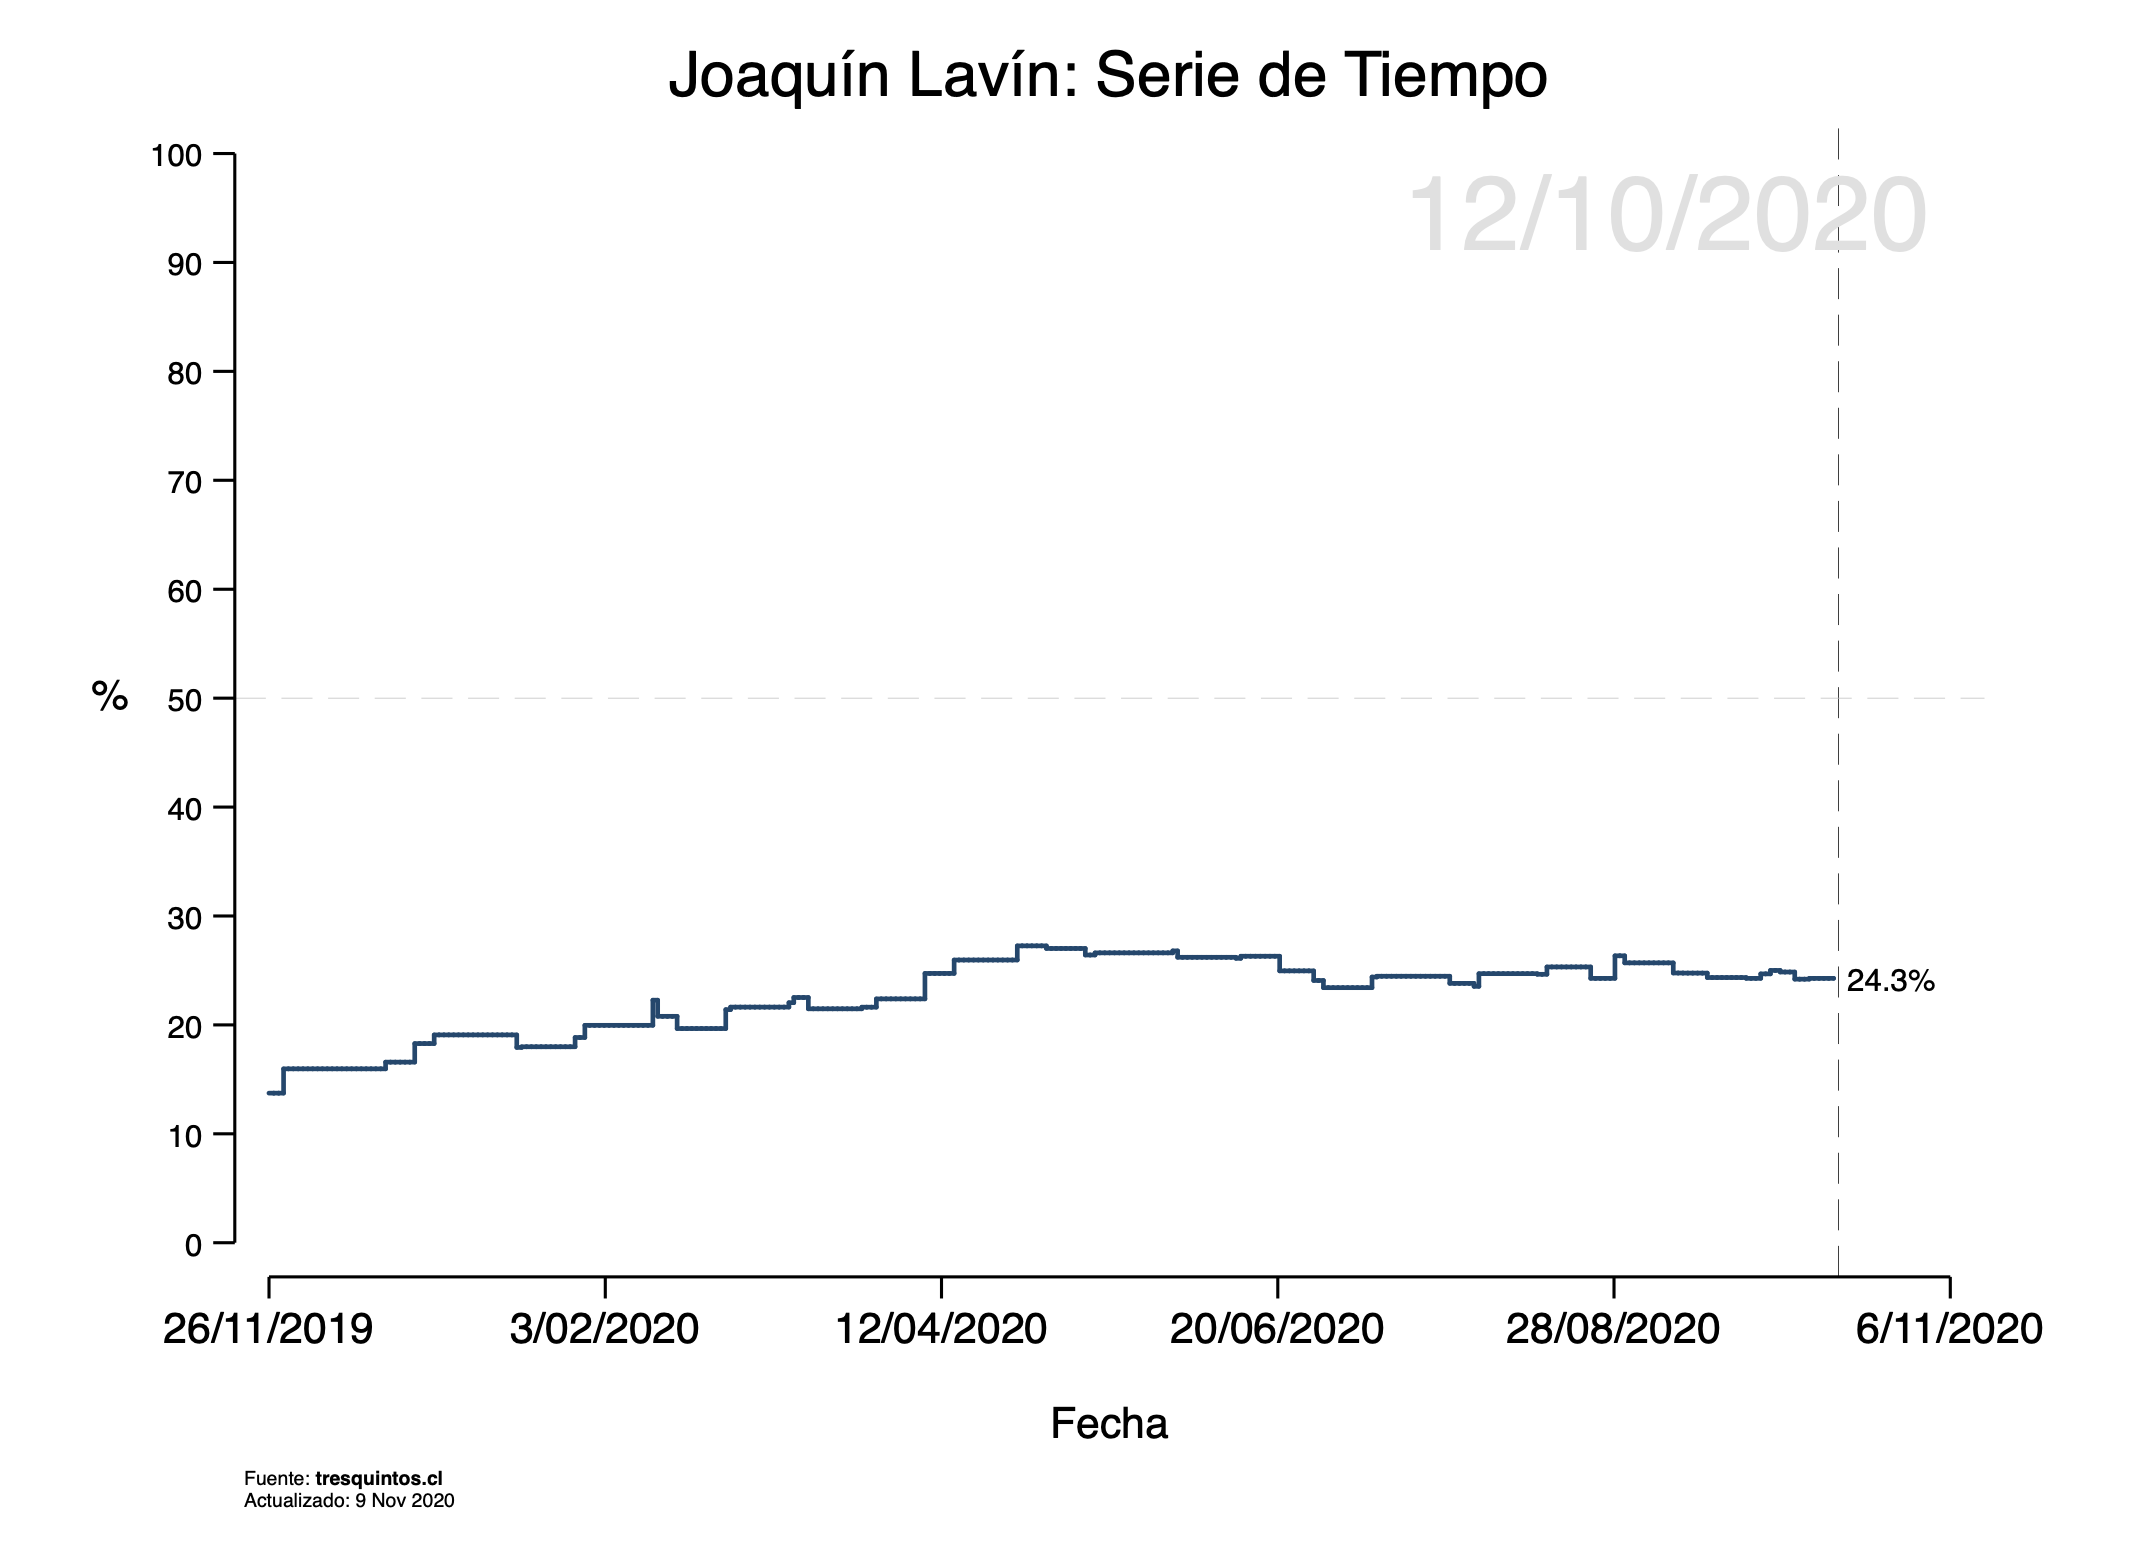 Joaquín Lavín: Serie de Tiempo
12/10/2020
100
90
80
70
60
%
50
40
30
20
10
0
24.3%
26/11/2019 3/02/2020 12/04/2020 20/06/2020 28/08/2020 6/11/2020
Fecha
Fuente: tresquintos.cl
Actualizado: 9 Nov 2020